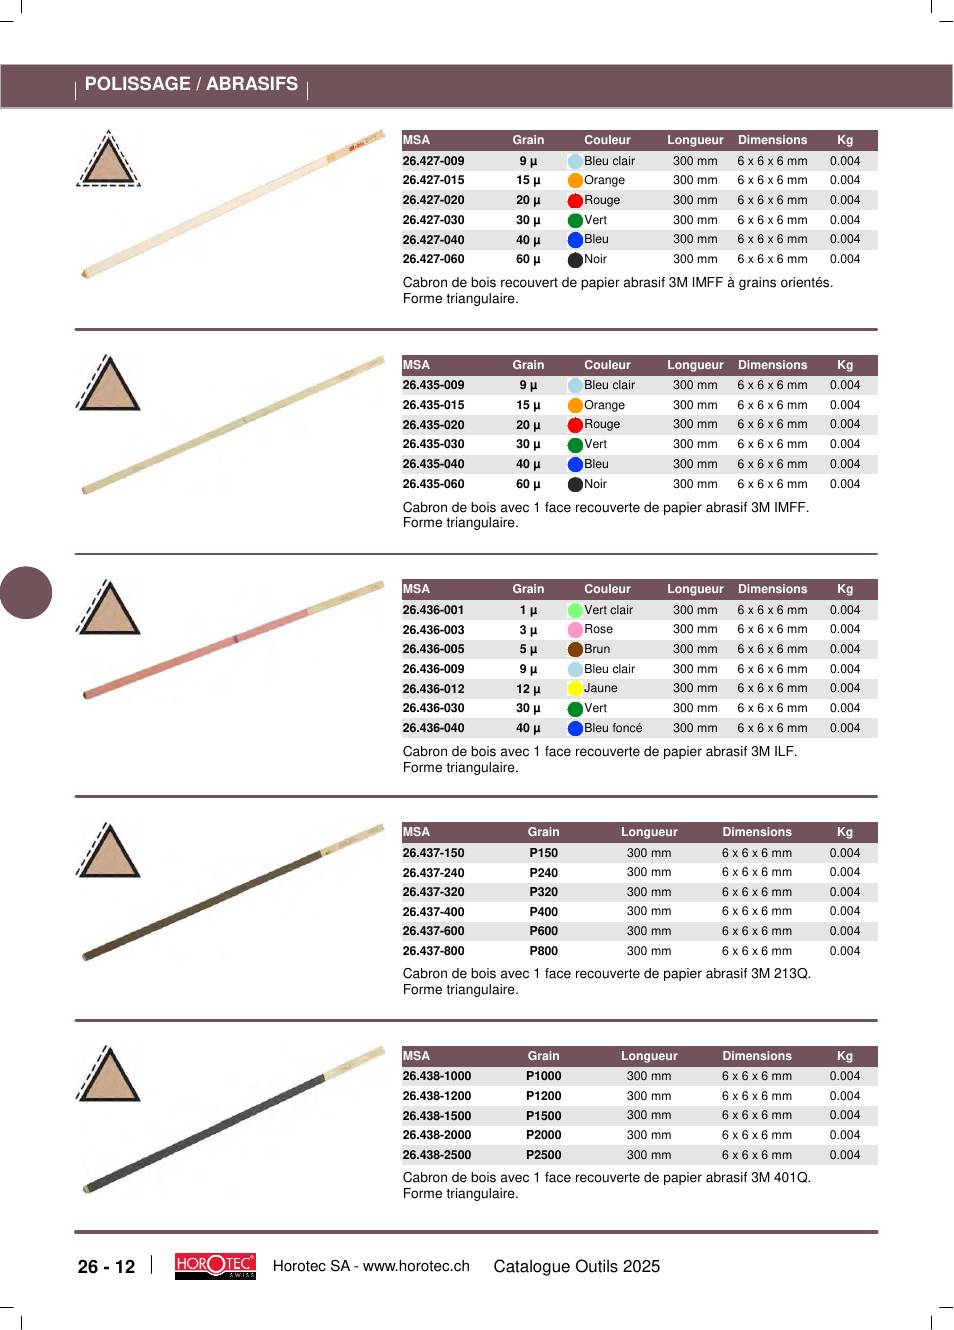 POLISSAGE / ABRASIFS
MSA Grain Couleur Longueur Dimensions Kg
26.427-009 9 µ Bleu clair 300 mm 6 x 6 x 6 mm 0.004
26.427-015 15 µ Orange 300 mm 6 x 6 x 6 mm 0.004
26.427-020 20 µ Rouge 300 mm 6 x 6 x 6 mm 0.004
26.427-030 30 µ Vert 300 mm 6 x 6 x 6 mm 0.004
26.427-040 40 µ Bleu 300 mm 6 x 6 x 6 mm 0.004
26.427-060 60 µ Noir 300 mm 6 x 6 x 6 mm 0.004
Cabron de bois recouvert de papier abrasif 3M IMFF à grains orientés.
Forme triangulaire.
MSA Grain Couleur Longueur Dimensions Kg
26.435-009 9 µ Bleu clair 300 mm 6 x 6 x 6 mm 0.004
26.435-015 15 µ Orange 300 mm 6 x 6 x 6 mm 0.004
26.435-020 20 µ Rouge 300 mm 6 x 6 x 6 mm 0.004
26.435-030 30 µ Vert 300 mm 6 x 6 x 6 mm 0.004
26.435-040 40 µ Bleu 300 mm 6 x 6 x 6 mm 0.004
26.435-060 60 µ Noir 300 mm 6 x 6 x 6 mm 0.004
Cabron de bois avec 1 face recouverte de papier abrasif 3M IMFF.
Forme triangulaire.
MSA Grain Couleur Longueur Dimensions Kg
26.436-001 1 µ Vert clair 300 mm 6 x 6 x 6 mm 0.004
26.436-003 3 µ Rose 300 mm 6 x 6 x 6 mm 0.004
26.436-005 5 µ Brun 300 mm 6 x 6 x 6 mm 0.004
26.436-009 9 µ Bleu clair 300 mm 6 x 6 x 6 mm 0.004
26.436-012 12 µ Jaune 300 mm 6 x 6 x 6 mm 0.004
26.436-030 30 µ Vert 300 mm 6 x 6 x 6 mm 0.004
26.436-040 40 µ Bleu foncé 300 mm 6 x 6 x 6 mm 0.004
Cabron de bois avec 1 face recouverte de papier abrasif 3M ILF.
Forme triangulaire.
MSA Grain Longueur Dimensions Kg
26.437-150 P150 300 mm 6 x 6 x 6 mm 0.004
26.437-240 P240 300 mm 6 x 6 x 6 mm 0.004
26.437-320 P320 300 mm 6 x 6 x 6 mm 0.004
26.437-400 P400 300 mm 6 x 6 x 6 mm 0.004
26.437-600 P600 300 mm 6 x 6 x 6 mm 0.004
26.437-800 P800 300 mm 6 x 6 x 6 mm 0.004
Cabron de bois avec 1 face recouverte de papier abrasif 3M 213Q.
Forme triangulaire.
MSA Grain Longueur Dimensions Kg
26.438-1000 P1000 300 mm 6 x 6 x 6 mm 0.004
26.438-1200 P1200 300 mm 6 x 6 x 6 mm 0.004
26.438-1500 P1500 300 mm 6 x 6 x 6 mm 0.004
26.438-2000 P2000 300 mm 6 x 6 x 6 mm 0.004
26.438-2500 P2500 300 mm 6 x 6 x 6 mm 0.004
Cabron de bois avec 1 face recouverte de papier abrasif 3M 401Q.
Forme triangulaire.
26 - 12 HOROTEC® SWISS Horotec SA - www.horotec.ch Catalogue Outils 2025